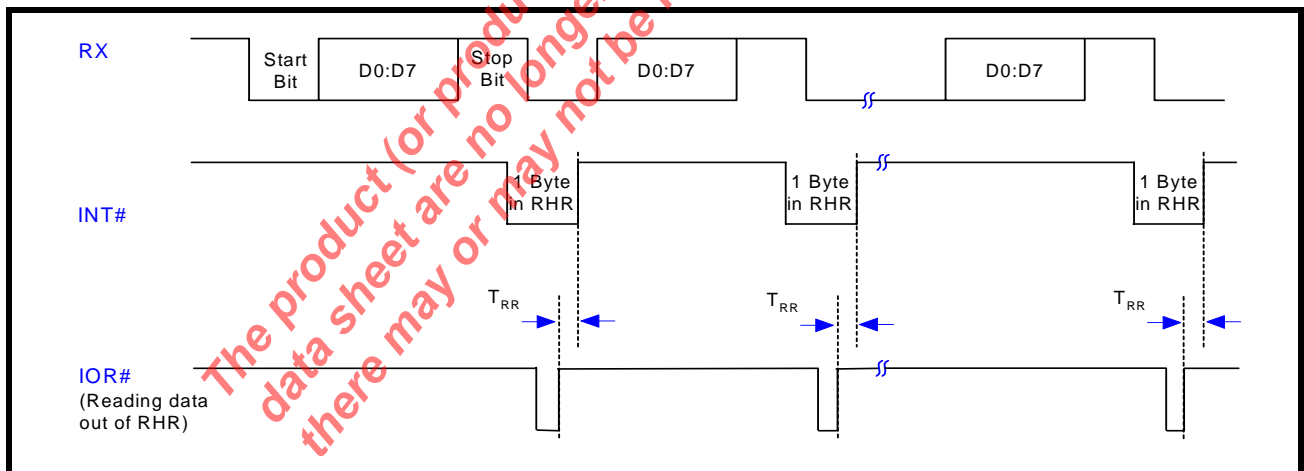 RX
Start
Bit
D0:D7
Stop
Bit
D0:D7
D0:D7
INT#
1 Byte
in RHR
1 Byte
in RHR
1 Byte
in RHR
TRR
TRR
TRR
IOR#
(Reading data
out of RHR)
The product (or
data sheet are no
there may or may not be